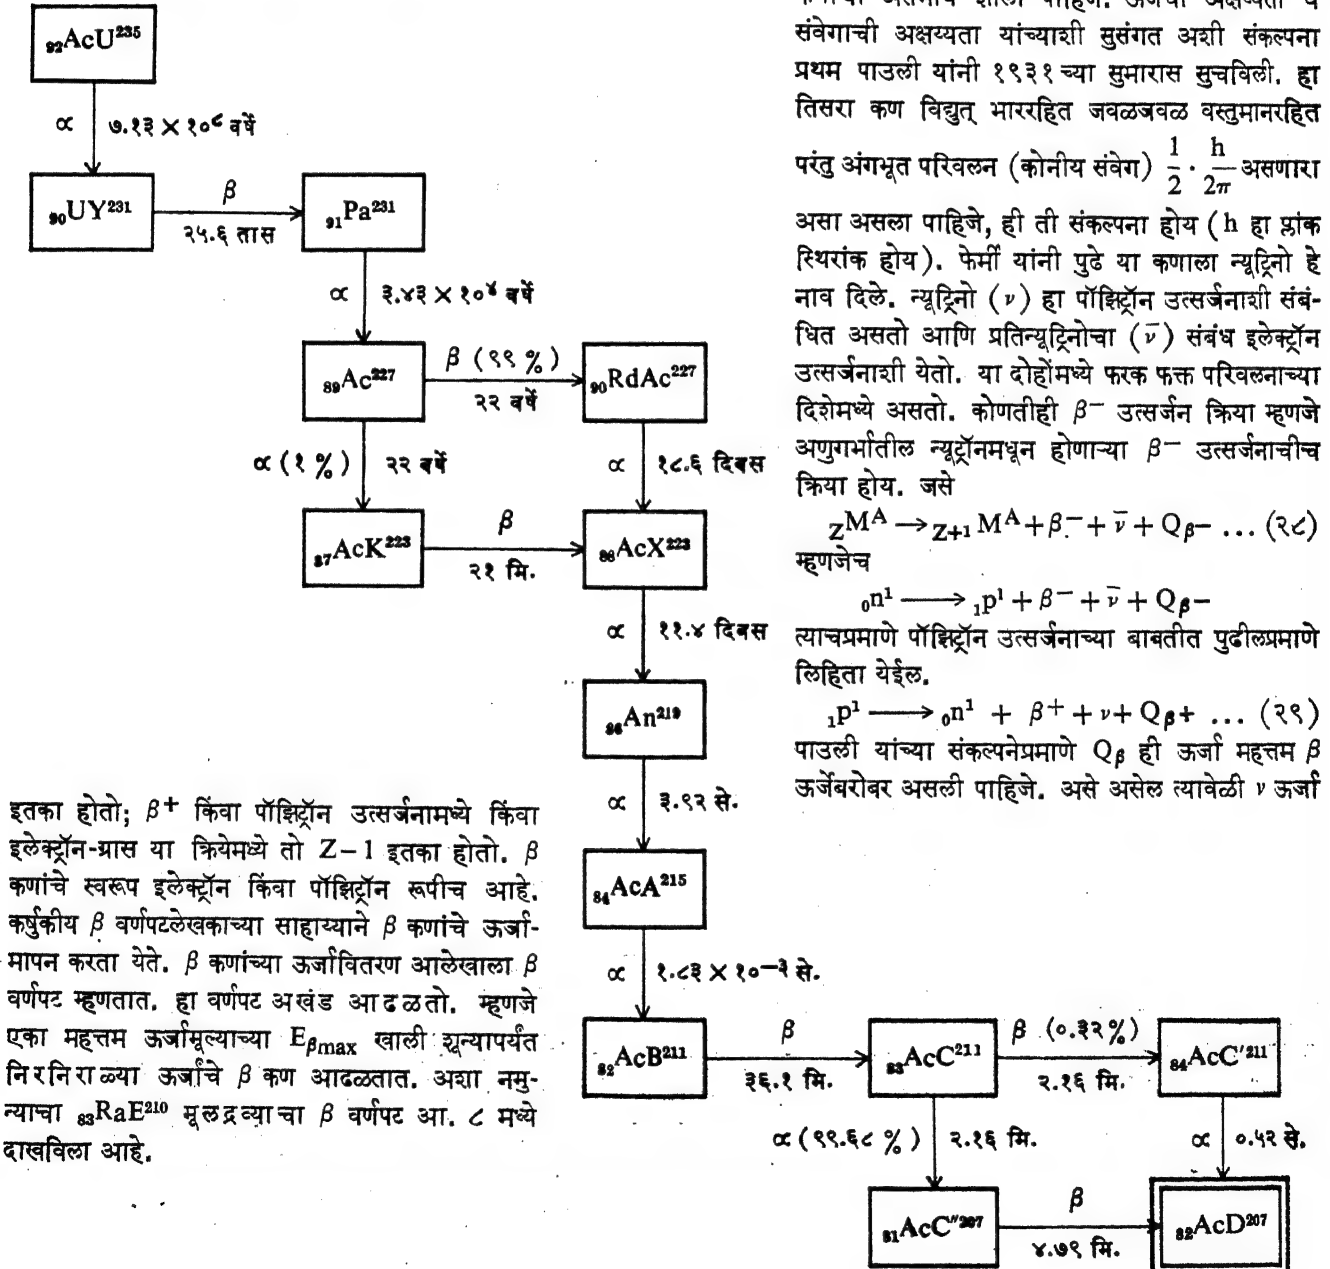 ₉₂AcU²³⁵
∝ ७.१३ × १०⁸ वर्षे
₉₀UY²³¹
β
२५.६ तास
₉₁Pa²³¹
∝ ३.४३ × १०⁴ वर्षे
₈₉Ac²²⁷
β (९९ %)
२२ वर्षे
₉₀RdAc²²⁷
∝ (१ %) २२ वर्षे
∝ १८.६ दिवस
₈₇AcK²²³
β
२१ मि.
₈₈AcX²²³
∝ ११.४ दिवस
₈₆An²¹⁹
∝ ३.९२ से.
₈₄AcA²¹⁵
∝ १.८३ × १०⁻³ से.
₈₂AcB²¹¹
β
३६.१ मि.
₈₃AcC²¹¹
β (०.३२%)
२.१६ मि.
₈₄AcC′²¹¹
∝ (९९.६८ %) २.१६ मि.
∝ ०.५२ से.
₈₁AcC″²⁰⁷
β
४.७९ मि.
₈₂AcD²⁰⁷
इतका होतो; β⁺ किंवा पॉझिट्रॉन उत्सर्जनामध्ये किंवा
इलेक्ट्रॉन-ग्रास या क्रियेमध्ये तो Z−1 इतका होतो. β
कणांचे स्वरूप इलेक्ट्रॉन किंवा पॉझिट्रॉन रूपीच आहे.
कर्षुकीय β वर्णपटलेखकाच्या साहाय्याने β कणांचे ऊर्जा-
मापन करता येते. β कणांच्या ऊर्जावितरण आलेखाला β
वर्णपट म्हणतात. हा वर्णपट अखंड आढळतो. म्हणजे
एका महत्तम ऊर्जामूल्याच्या Eβmax खाली शून्यापर्यंत
निरनिराळ्या ऊर्जांचे β कण आढळतात. अशा नमु-
न्याचा ₈₃RaE²¹⁰ मूलद्रव्याचा β वर्णपट आ. ८ मध्ये
दाखविला आहे.
संवेगाची अक्षय्यता यांच्याशी सुसंगत अशी संकल्पना
प्रथम पाउली यांनी १९३१ च्या सुमारास सुचविली. हा
तिसरा कण विद्युत् भाररहित जवळजवळ वस्तुमानरहित
परंतु अंगभूत परिवलन (कोनीय संवेग) 1/2 · h/2π असणारा
असा असला पाहिजे, ही ती संकल्पना होय (h हा प्लांक
स्थिरांक होय). फेर्मी यांनी पुढे या कणाला न्यूट्रिनो हे
नाव दिले. न्यूट्रिनो (ν) हा पॉझिट्रॉन उत्सर्जनाशी संबं-
धित असतो आणि प्रतिन्यूट्रिनोचा (ν̄) संबंध इलेक्ट्रॉन
उत्सर्जनाशी येतो. या दोहोंमध्ये फरक फक्त परिवलनाच्या
दिशेमध्ये असतो. कोणतीही β⁻ उत्सर्जन क्रिया म्हणजे
अणुगर्भातील न्यूट्रॉनमधून होणाऱ्या β⁻ उत्सर्जनाचीच
क्रिया होय. जसे
zMᴬ → z+1 Mᴬ + β⁻ + ν̄ + Qβ− ... (२८)
म्हणजेच
₀n¹ → ₁p¹ + β⁻ + ν̄ + Qβ−
त्याचप्रमाणे पॉझिट्रॉन उत्सर्जनाच्या बाबतीत पुढीलप्रमाणे
लिहिता येईल.
₁p¹ → ₀n¹ + β⁺ + ν + Qβ+ ... (२९)
पाउली यांच्या संकल्पनेप्रमाणे Qβ ही ऊर्जा महत्तम β
ऊर्जेबरोबर असली पाहिजे. असे असेल त्यावेळी ν ऊर्जा